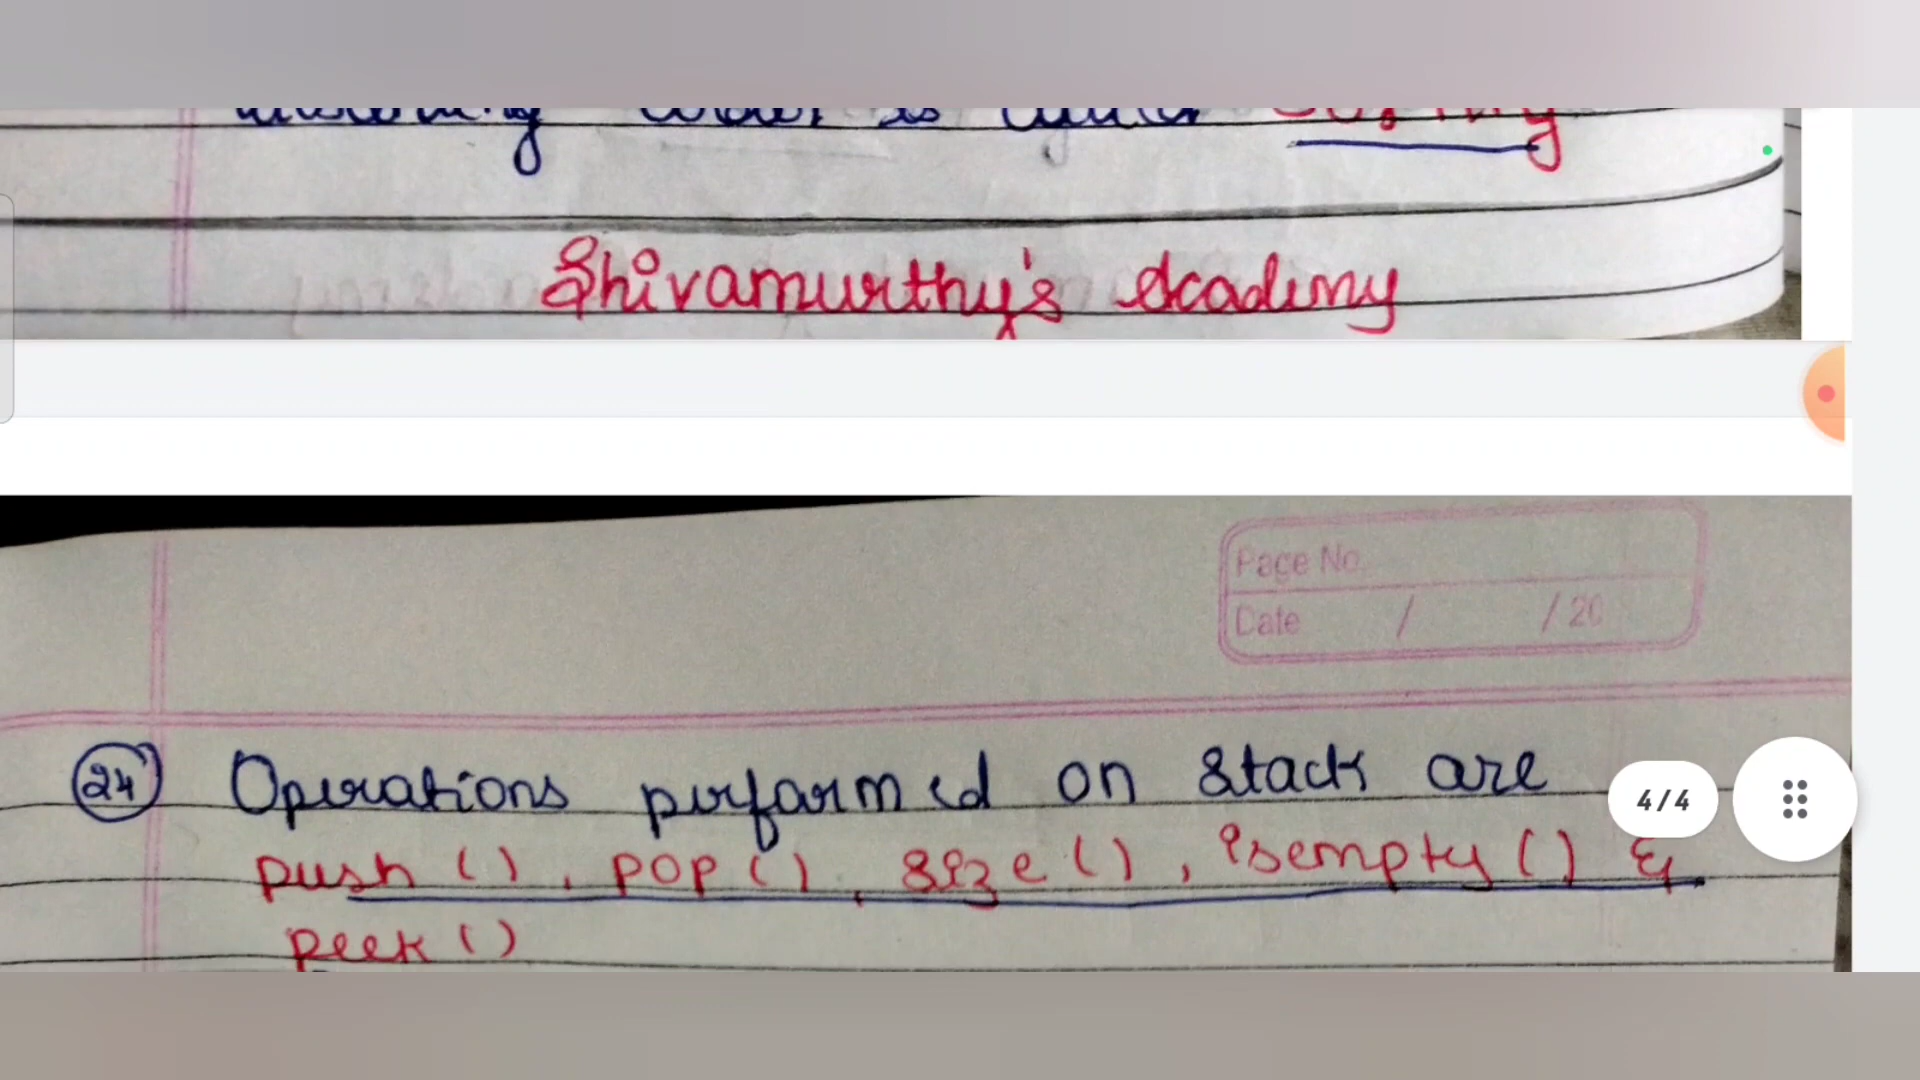 Shivamurthy's Academy
Page No.
Date / / 20
24 Operations performed on stack are
push ( ) , pop ( ) , size ( ) , isempty ( ) &
peek ( )
4/4